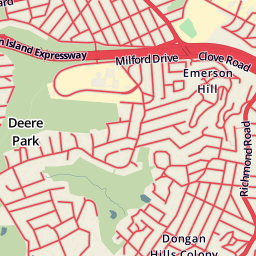 n Island Expressway
Milford Drive
Clove Road
Emerson
Hill
Deere
Park
Richmond Road
Dongan
Hills Colony